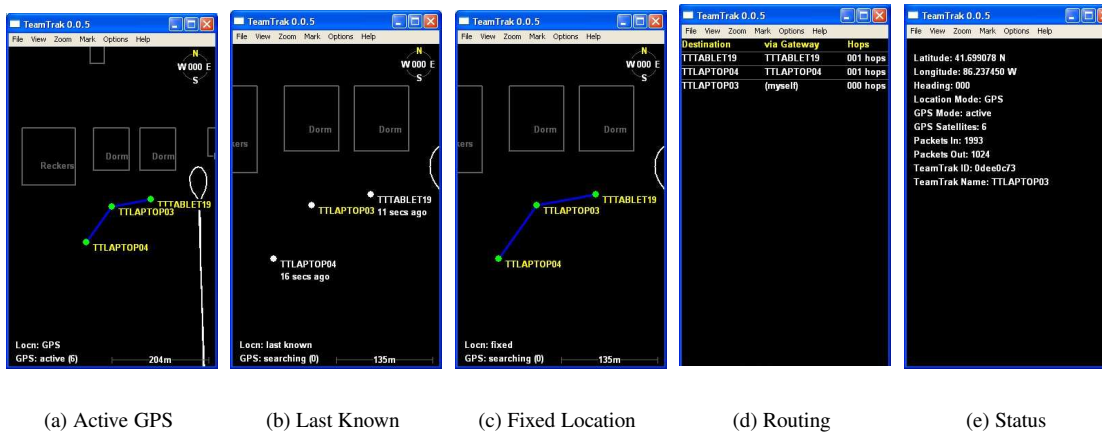 TeamTrak 0.0.5
File View Zoom Mark Options Help
N
W 000 E
S
Reckers
Dorm
Dorm
TTTABLET19
TTLAPTOP03
TTLAPTOP04
Locn: GPS
GPS: active (6)
204m
(a) Active GPS
TeamTrak 0.0.5
File View Zoom Mark Options Help
N
W 000 E
S
ers
Dorm
Dorm
TTTABLET19
11 secs ago
TTLAPTOP03
TTLAPTOP04
16 secs ago
Locn: last known
GPS: searching (0)
135m
(b) Last Known
TeamTrak 0.0.5
File View Zoom Mark Options Help
N
W 000 E
S
kers
Dorm
Dorm
TTTABLET19
TTLAPTOP03
TTLAPTOP04
Locn: fixed
GPS: searching (0)
135m
(c) Fixed Location
TeamTrak 0.0.5
File View Zoom Mark Options Help
Destination via Gateway Hops
TTTABLET19 TTTABLET19 001 hops
TTLAPTOP04 TTLAPTOP04 001 hops
TTLAPTOP03 (myself) 000 hops
(d) Routing
TeamTrak 0.0.5
File View Zoom Mark Options Help
Latitude: 41.699078 N
Longitude: 86.237450 W
Heading: 000
Location Mode: GPS
GPS Mode: active
GPS Satellites: 6
Packets In: 1993
Packets Out: 1024
TeamTrak ID: 0dee0c73
TeamTrak Name: TTLAPTOP03
(e) Status